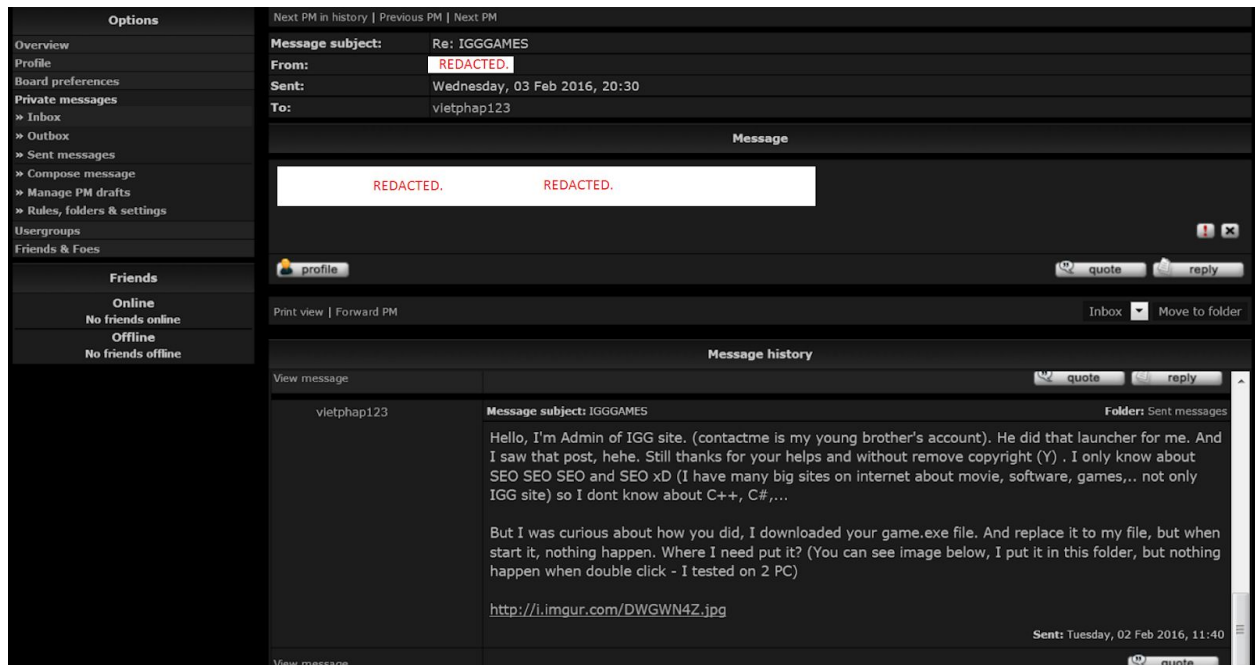 Options
Overview
Profile
Board preferences
Private messages
» Inbox
» Outbox
» Sent messages
» Compose message
» Manage PM drafts
» Rules, folders & settings
Usergroups
Friends & Foes
Friends
Online
No friends online
Offline
No friends offline
Next PM in history | Previous PM | Next PM
Message subject: Re: IGGGAMES
From: REDACTED.
Sent: Wednesday, 03 Feb 2016, 20:30
To: vietphap123
Message
REDACTED. REDACTED.
profile quote reply
Print view | Forward PM Inbox Move to folder
Message history
View message quote reply
vietphap123 Message subject: IGGGAMES Folder: Sent messages
Hello, I'm Admin of IGG site. (contactme is my young brother's account). He did that launcher for me. And
I saw that post, hehe. Still thanks for your helps and without remove copyright (Y) . I only know about
SEO SEO SEO and SEO xD (I have many big sites on internet about movie, software, games,.. not only
IGG site) so I dont know about C++, C#,...
But I was curious about how you did, I downloaded your game.exe file. And replace it to my file, but when
start it, nothing happen. Where I need put it? (You can see image below, I put it in this folder, but nothing
happen when double click - I tested on 2 PC)
http://i.imgur.com/DWGWN4Z.jpg
Sent: Tuesday, 02 Feb 2016, 11:40
View message quote